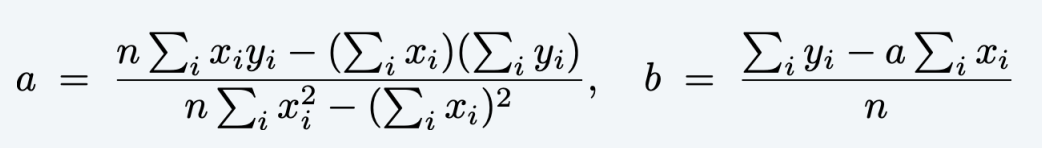 a = \frac{n \sum_i x_i y_i - (\sum_i x_i)(\sum_i y_i)}{n \sum_i x_i^2 - (\sum_i x_i)^2}, b = \frac{\sum_i y_i - a \sum_i x_i}{n}